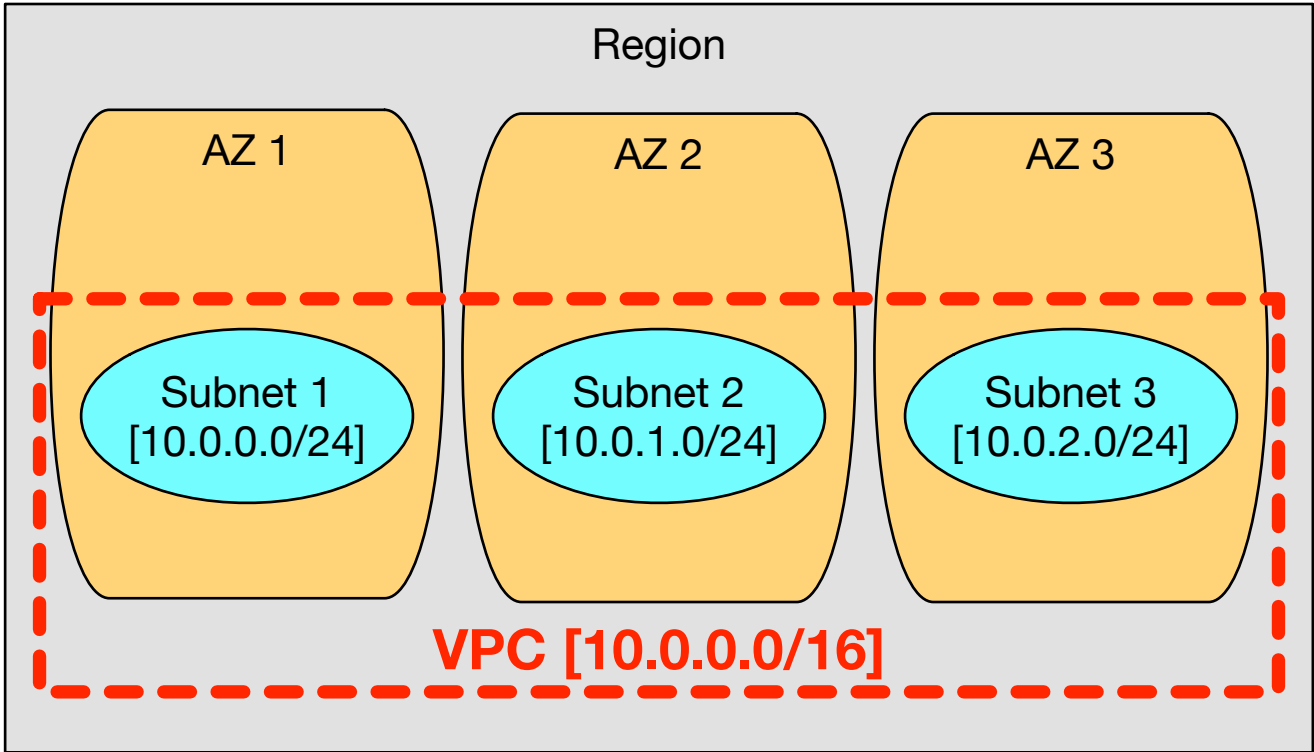 Region
AZ 1
AZ 2
AZ 3
Subnet 1
[10.0.0.0/24]
Subnet 2
[10.0.1.0/24]
Subnet 3
[10.0.2.0/24]
VPC [10.0.0.0/16]